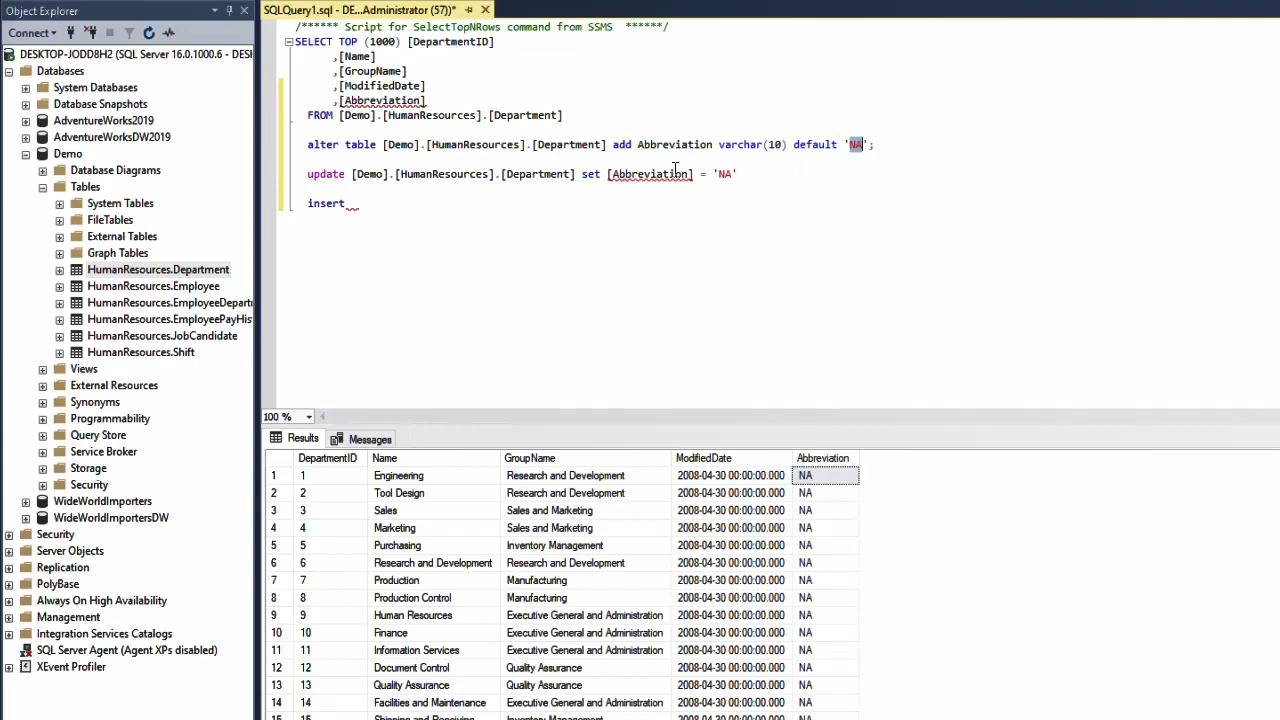 Object Explorer
Connect
DESKTOP-JODD8H2 (SQL Server 16.0.1000.6 - DESK
Databases
System Databases
Database Snapshots
AdventureWorks2019
AdventureWorksDW2019
Demo
Database Diagrams
Tables
System Tables
FileTables
External Tables
Graph Tables
HumanResources.Department
HumanResources.Employee
HumanResources.EmployeeDepartr
HumanResources.EmployeePayHis
HumanResources.JobCandidate
HumanResources.Shift
Views
External Resources
Synonyms
Programmability
Query Store
Service Broker
Storage
Security
WideWorldImporters
WideWorldImportersDW
Security
Server Objects
Replication
PolyBase
Always On High Availability
Management
Integration Services Catalogs
SQL Server Agent (Agent XPs disabled)
XEvent Profiler
SQLQuery1.sql - DE...Administrator (57))*
/****** Script for SelectTopNRows command from SSMS ******/
SELECT TOP (1000) [DepartmentID]
,[Name]
,[GroupName]
,[ModifiedDate]
,[Abbreviation]
FROM [Demo].[HumanResources].[Department]
alter table [Demo].[HumanResources].[Department] add Abbreviation varchar(10) default 'NA';
update [Demo].[HumanResources].[Department] set [Abbreviation] = 'NA'
insert
100 %
Results Messages
DepartmentID Name GroupName ModifiedDate Abbreviation
1 1 Engineering Research and Development 2008-04-30 00:00:00.000 NA
2 2 Tool Design Research and Development 2008-04-30 00:00:00.000 NA
3 3 Sales Sales and Marketing 2008-04-30 00:00:00.000 NA
4 4 Marketing Sales and Marketing 2008-04-30 00:00:00.000 NA
5 5 Purchasing Inventory Management 2008-04-30 00:00:00.000 NA
6 6 Research and Development Research and Development 2008-04-30 00:00:00.000 NA
7 7 Production Manufacturing 2008-04-30 00:00:00.000 NA
8 8 Production Control Manufacturing 2008-04-30 00:00:00.000 NA
9 9 Human Resources Executive General and Administration 2008-04-30 00:00:00.000 NA
10 10 Finance Executive General and Administration 2008-04-30 00:00:00.000 NA
11 11 Information Services Executive General and Administration 2008-04-30 00:00:00.000 NA
12 12 Document Control Quality Assurance 2008-04-30 00:00:00.000 NA
13 13 Quality Assurance Quality Assurance 2008-04-30 00:00:00.000 NA
14 14 Facilities and Maintenance Executive General and Administration 2008-04-30 00:00:00.000 NA
15 15 Shipping and Receiving Inventory Management 2008-04-30 00:00:00.000 NA